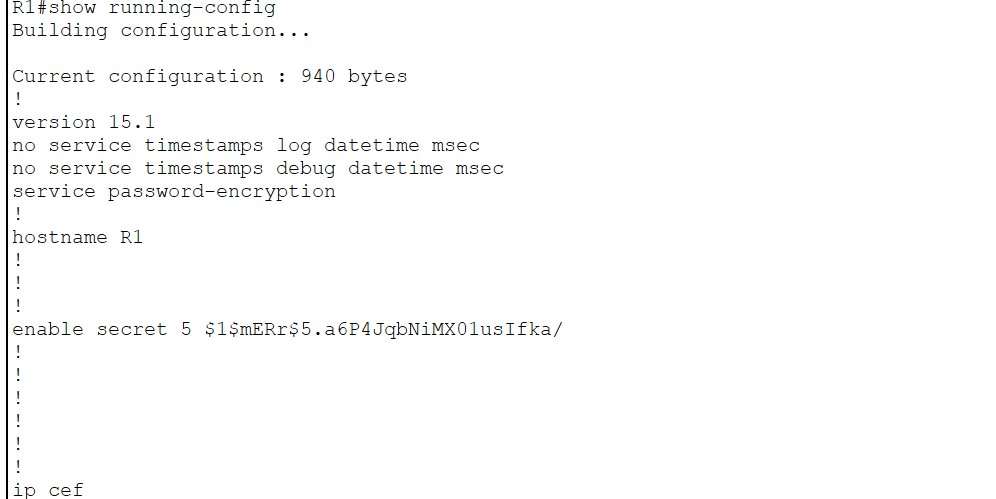 R1#show running-config
Building configuration...
Current configuration : 940 bytes
!
version 15.1
no service timestamps log datetime msec
no service timestamps debug datetime msec
service password-encryption
!
hostname R1
!
!
!
enable secret 5 $1$mERr$5.a6P4JqbNiMX01usIfka/
!
!
!
!
!
!
ip cef